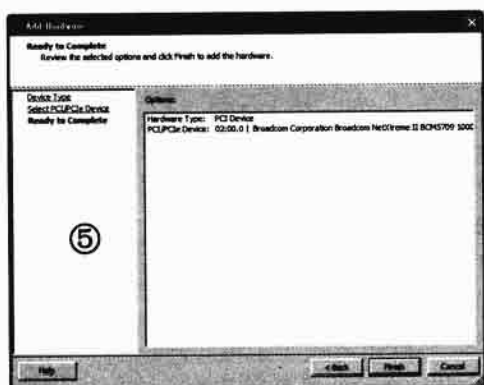 Add Hardware
Ready to Complete
Review the selected options and click Finish to add the hardware.
Device Type
Select PCI/PCIe Device
Ready to Complete
Options:
Hardware Type: PCI Device
PCI/PCIe Device: 02:00.0 | Broadcom Corporation Broadcom NetXtreme II BCM5709 1000
⑤
Help
< Back
Finish
Cancel